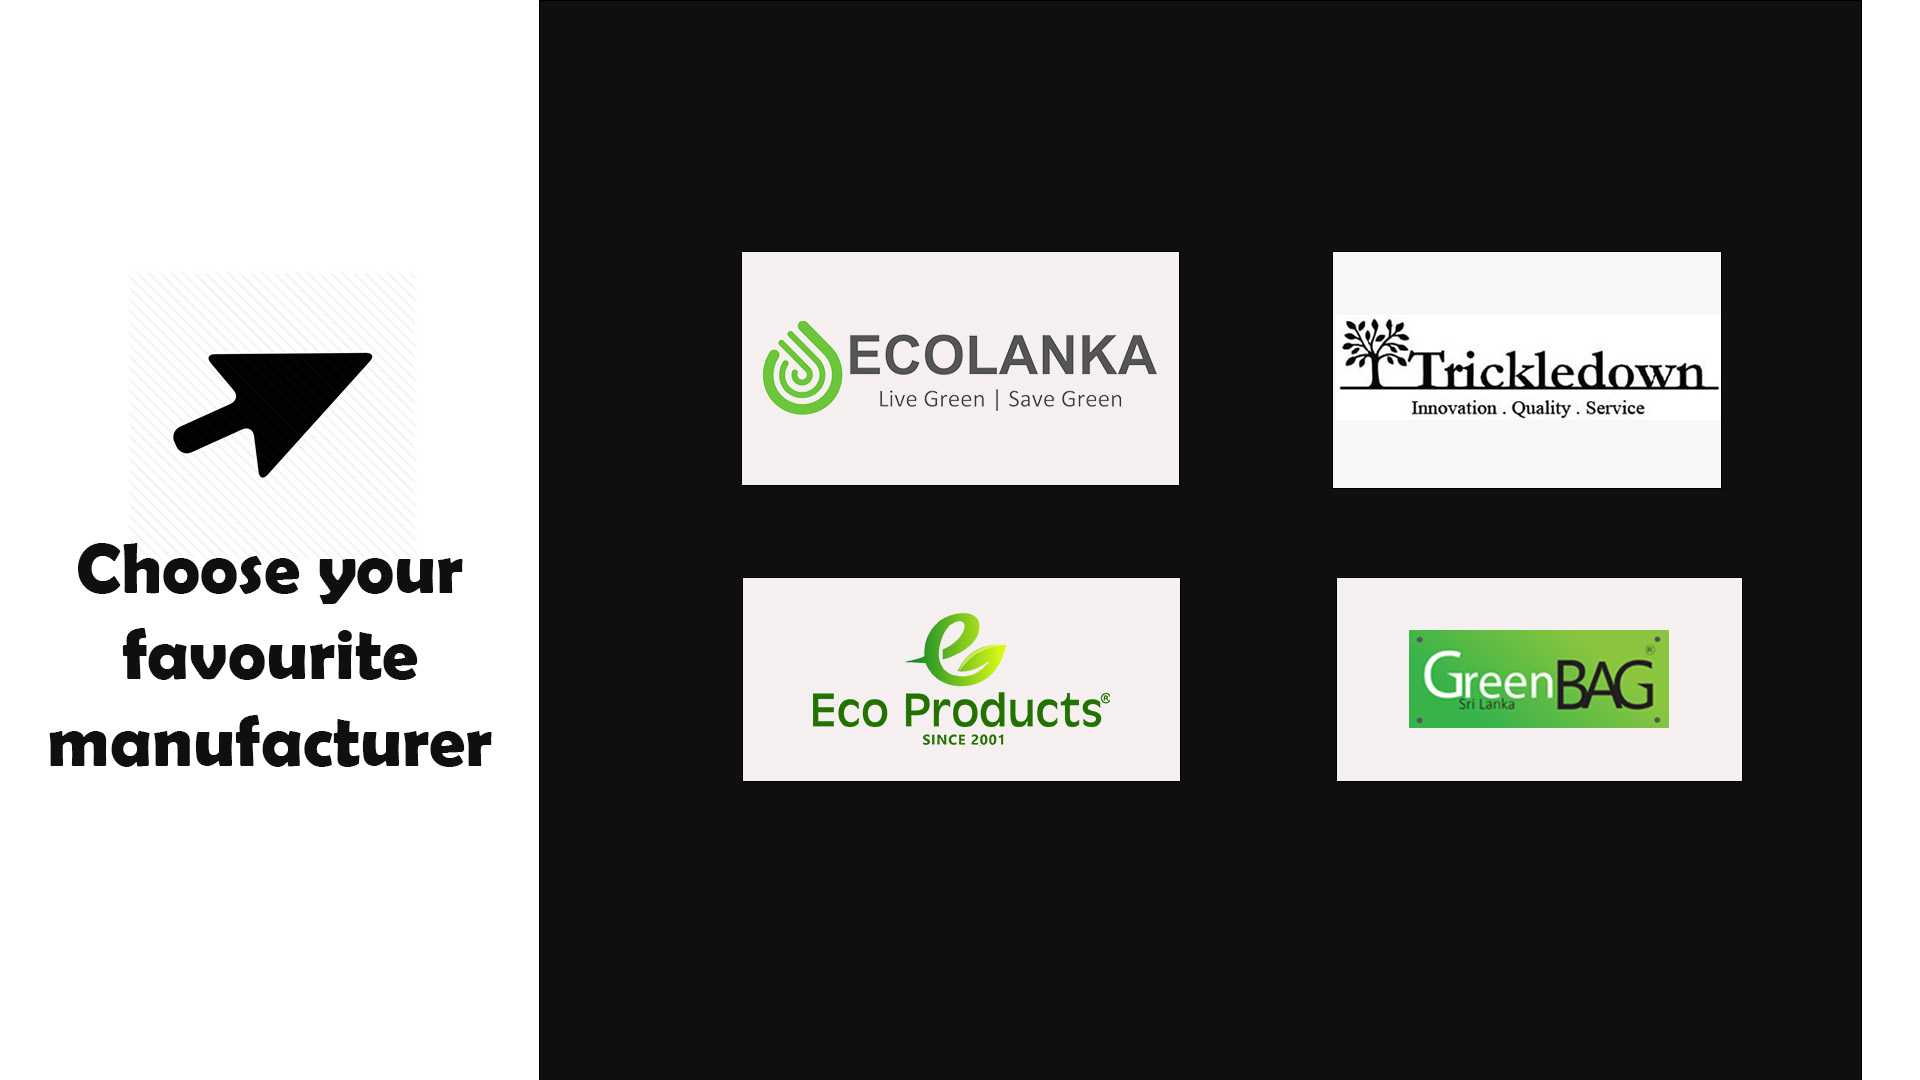 Choose your
favourite
manufacturer
ECOLANKA
Live Green | Save Green
Trickledown
Innovation . Quality . Service
Eco Products®
SINCE 2001
GreenBAG®
Sri Lanka